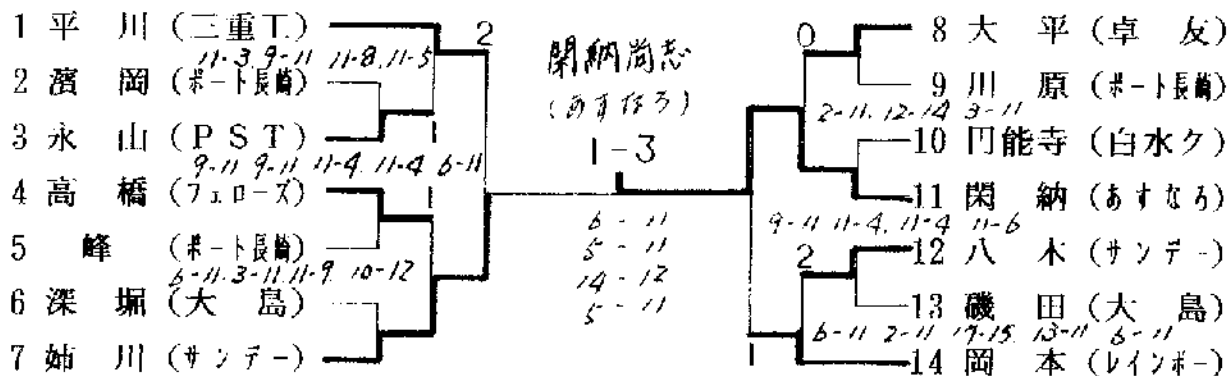 1 平 川 (三重工)
11-3, 9-11 11-8, 11-5
2 濱 岡 (ポート長崎)
3 永 山 (PST)
9-11 9-11 11-4, 11-4 6-11
4 高 橋 (フェローズ)
5 峰 (ポート長崎)
6-11, 3-11, 11-9, 10-12
6 深 堀 (大 島)
7 姉 川 (サンデー)
2
1
1
閑納尚志
(あすなろ)
1-3
6 - 11
5 - 11
14 - 12
5 - 11
0
8 大 平 (卓 友)
9 川 原 (ポート長崎)
2-11, 12-14 3-11
10 円能寺 (白水ク)
11 閑 納 (あすなろ)
9-11 11-4, 11-4 11-6
2
12 八 木 (サンデー)
13 磯 田 (大 島)
6-11 2-11 17-15, 13-11 6-11
1
14 岡 本 (レインボー)